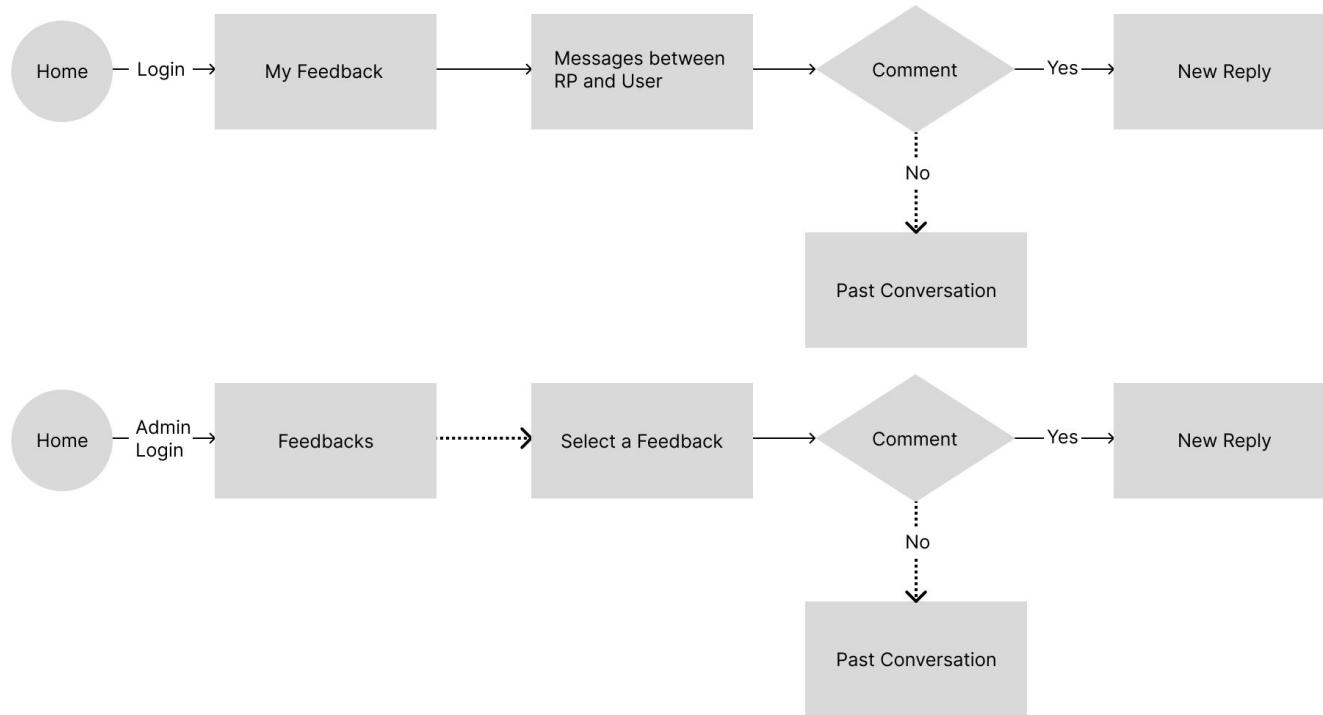 Home
Login
My Feedback
Messages between
RP and User
Comment
Yes
New Reply
No
Past Conversation
Home
Admin
Login
Feedbacks
Select a Feedback
Comment
Yes
New Reply
No
Past Conversation